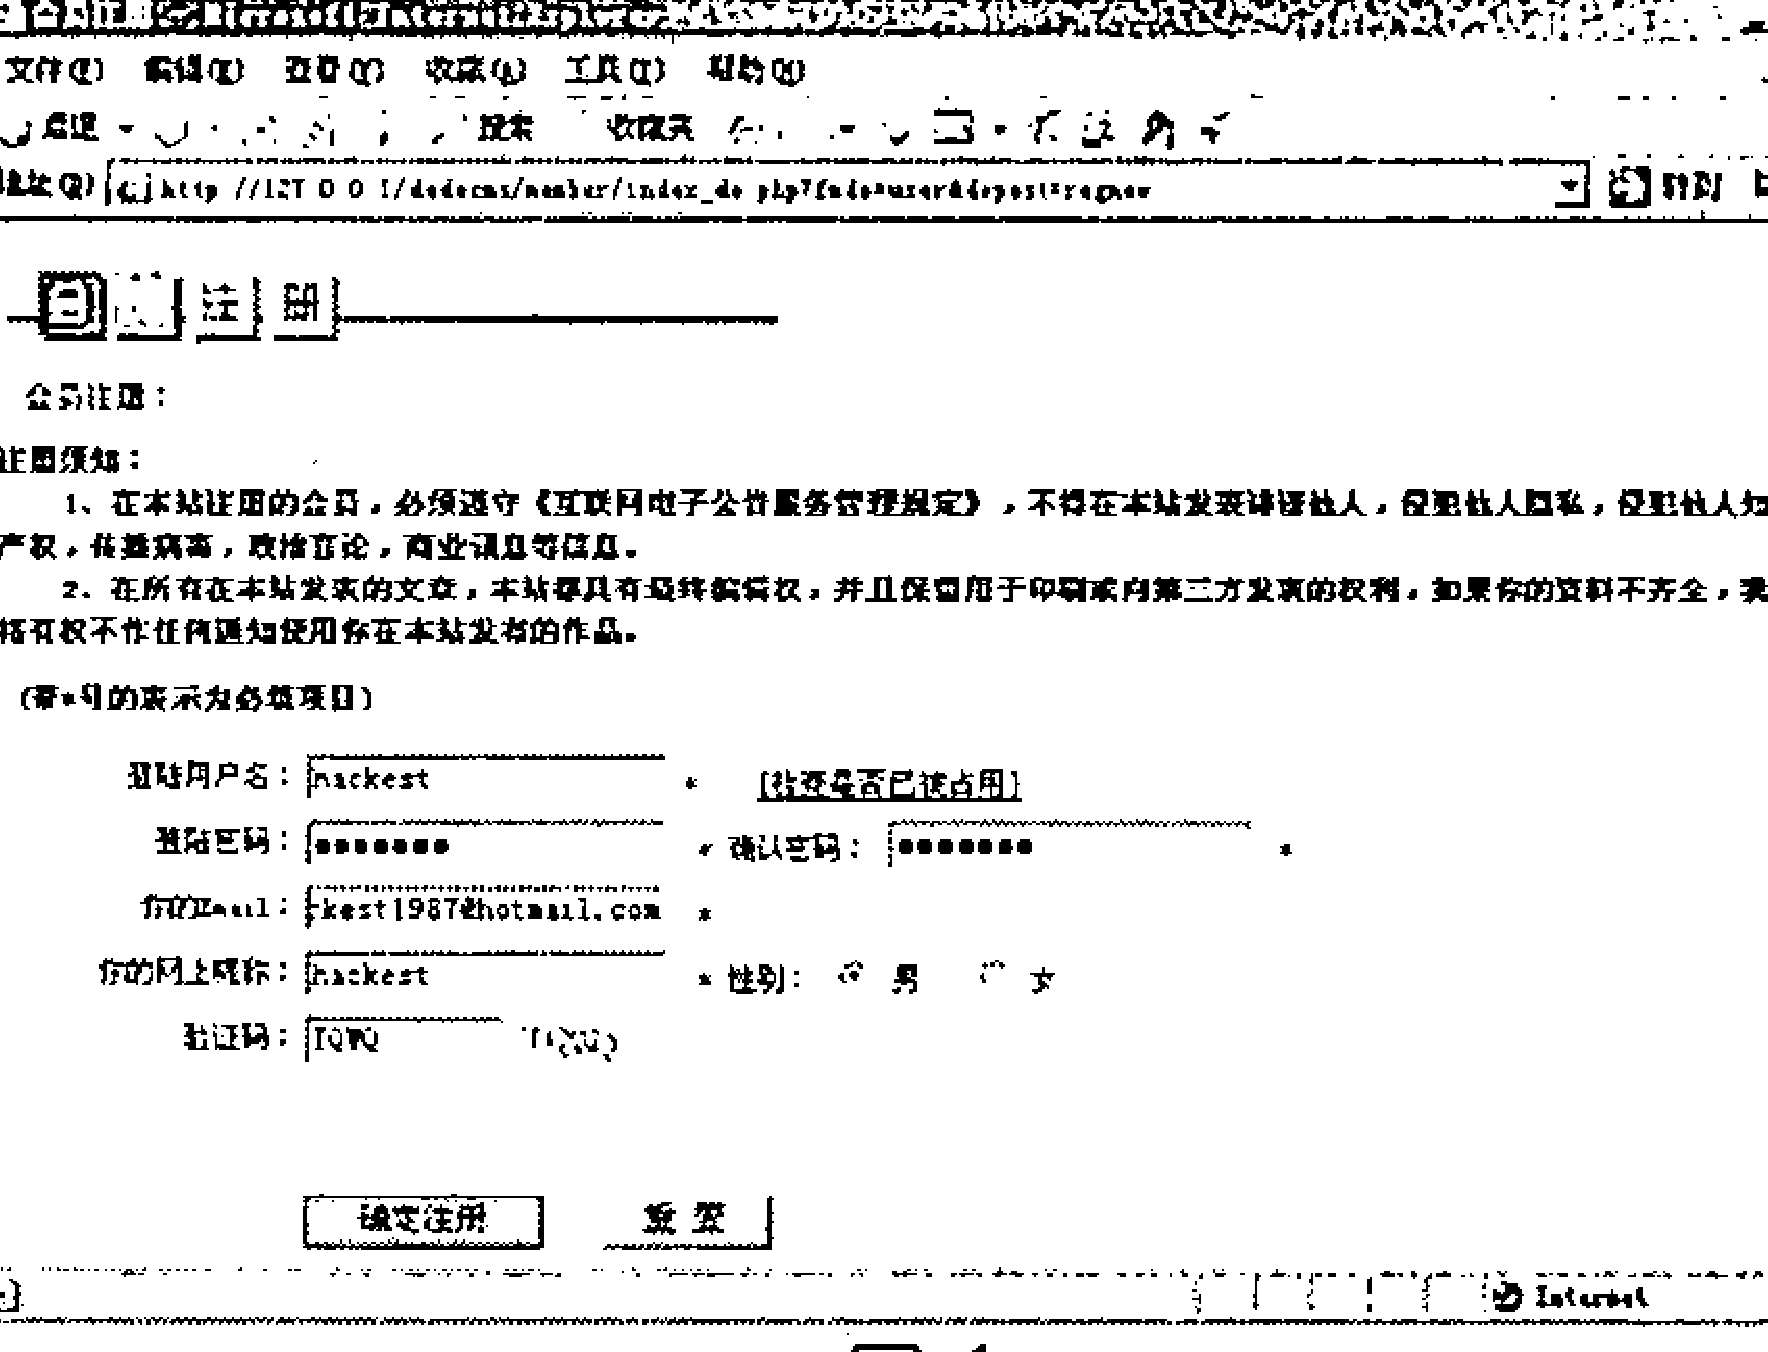 文件(F) 编辑(E) 查看(V) 收藏(A) 工具(T) 帮助(H)
后退 搜索 收藏夹
地址(D) http://127.0.0.1/dedecms/member/index_do.php?fmdo=user&dopost=regnew 转到
注 册
会员注册：
注册须知：
1、在本站注册的会员，必须遵守《互联网电子公告服务管理规定》，不得在本站发表诽谤他人，侵犯他人隐私，侵犯他人知
产权，传播病毒，政治言论，商业讯息等信息。
2、在所有在本站发表的文章，本站都具有最终编辑权，并且保留用于印刷或向第三方发表的权利，如果你的资料不齐全，我
将有权不作任何通知使用你在本站发布的作品。
(带*号的表示为必填项目)
登陆用户名： hackest * [检查是否已被占用]
登陆密码： ●●●●●●● * 确认密码： ●●●●●●● *
你的Email： kest1987@hotmail.com *
你的网上昵称： hackest * 性别： 男 女
验证码：
确定注册 重 置
Internet